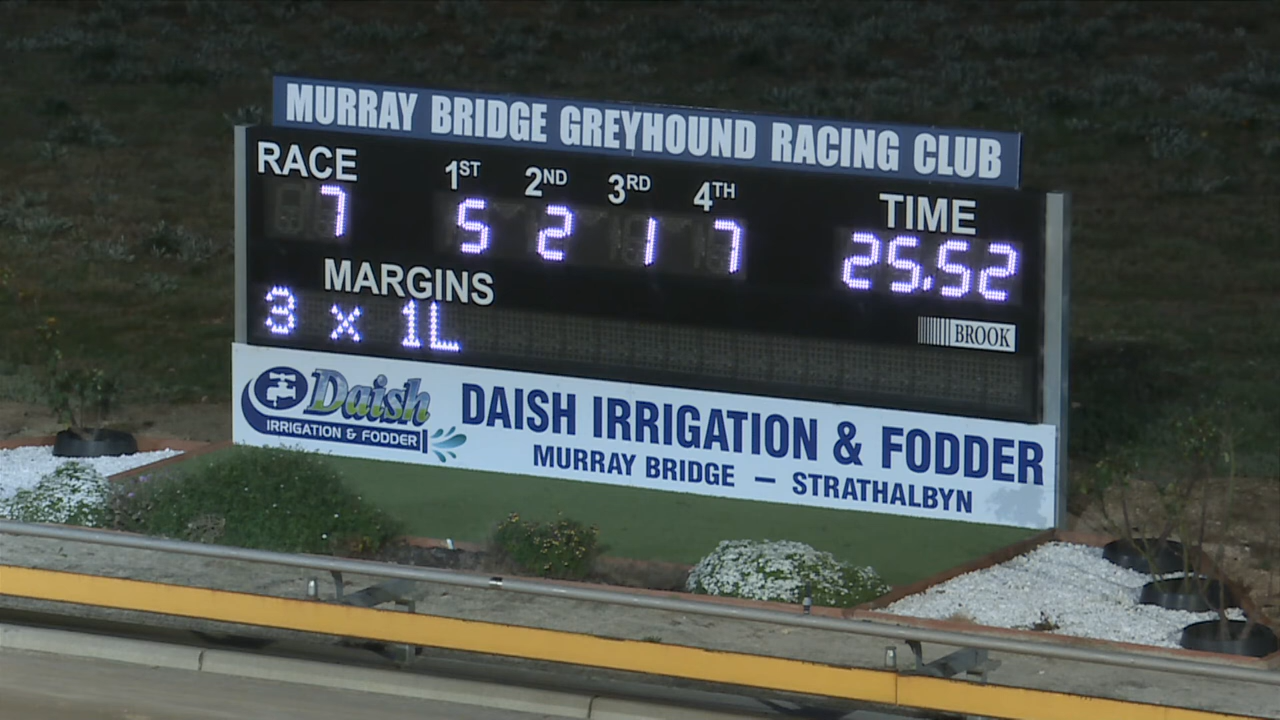 MURRAY BRIDGE GREYHOUND RACING CLUB
RACE 1ST 2ND 3RD 4TH TIME
7 5 2 1 7 25.52
MARGINS
3 x 1L
BROOK
Daish
IRRIGATION & FODDER
DAISH IRRIGATION & FODDER
MURRAY BRIDGE – STRATHALBYN